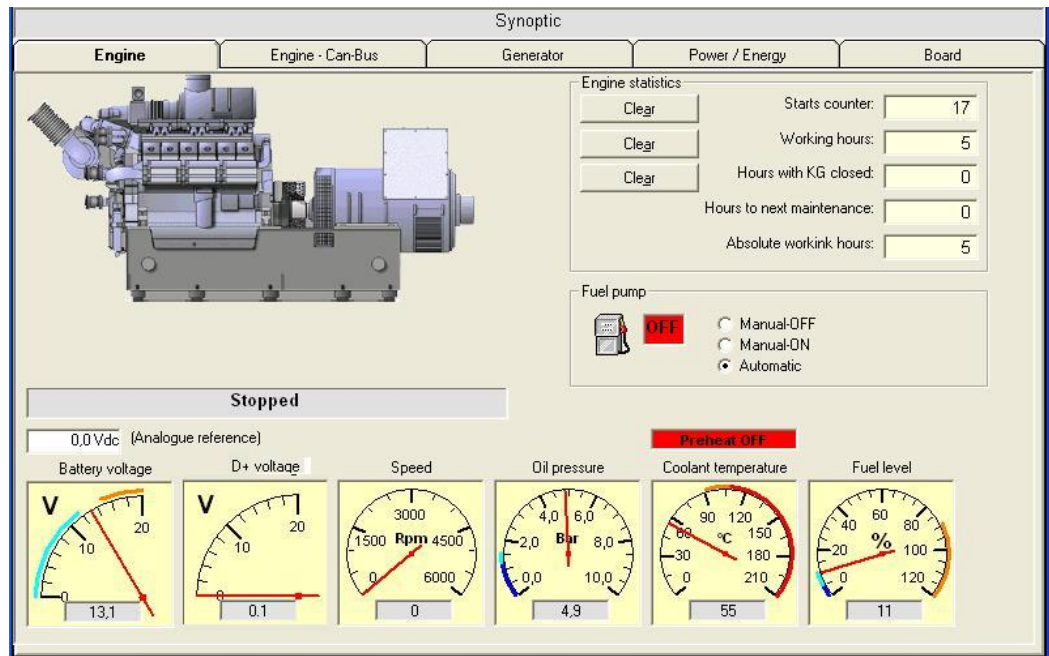 Synoptic
Engine
Engine - Can-Bus
Generator
Power / Energy
Board
Engine statistics
Clear
Starts counter:
17
Clear
Working hours:
5
Clear
Hours with KG closed:
0
Hours to next maintenance:
0
Absolute workink hours:
5
Fuel pump
OFF
Manual-OFF
Manual-ON
Automatic
Stopped
0,0 Vdc (Analogue reference)
Preheat OFF
Battery voltage
D+ voltage
Speed
Oil pressure
Coolant temperature
Fuel level
V
0
10
20
13,1
V
0
10
20
0.1
0
1500
3000
4500
6000
Rpm
0
0,0
2,0
4,0
6,0
8,0
10,0
Bar
4,9
0
30
60
90
120
150
180
210
ºC
55
0
20
40
60
80
100
120
%
11